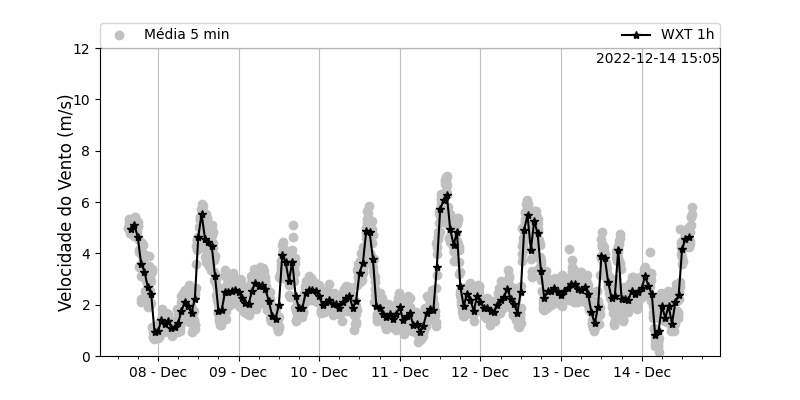 Média 5 min
WXT 1h
2022-12-14 15:05
Velocidade do Vento (m/s)
12
10
8
6
4
2
0
08 - Dec
09 - Dec
10 - Dec
11 - Dec
12 - Dec
13 - Dec
14 - Dec